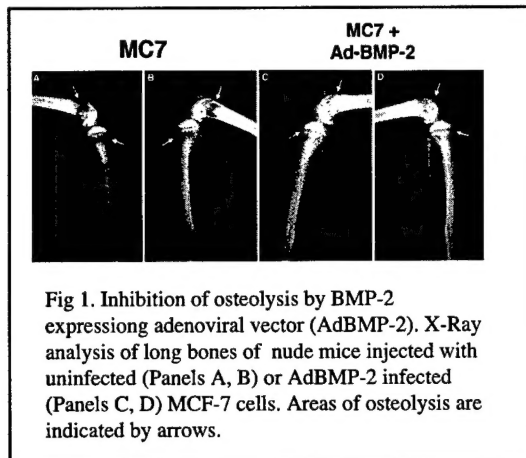 MC7
MC7 +
Ad-BMP-2
A
B
C
D
Fig 1. Inhibition of osteolysis by BMP-2
expressiong adenoviral vector (AdBMP-2). X-Ray
analysis of long bones of nude mice injected with
uninfected (Panels A, B) or AdBMP-2 infected
(Panels C, D) MCF-7 cells. Areas of osteolysis are
indicated by arrows.